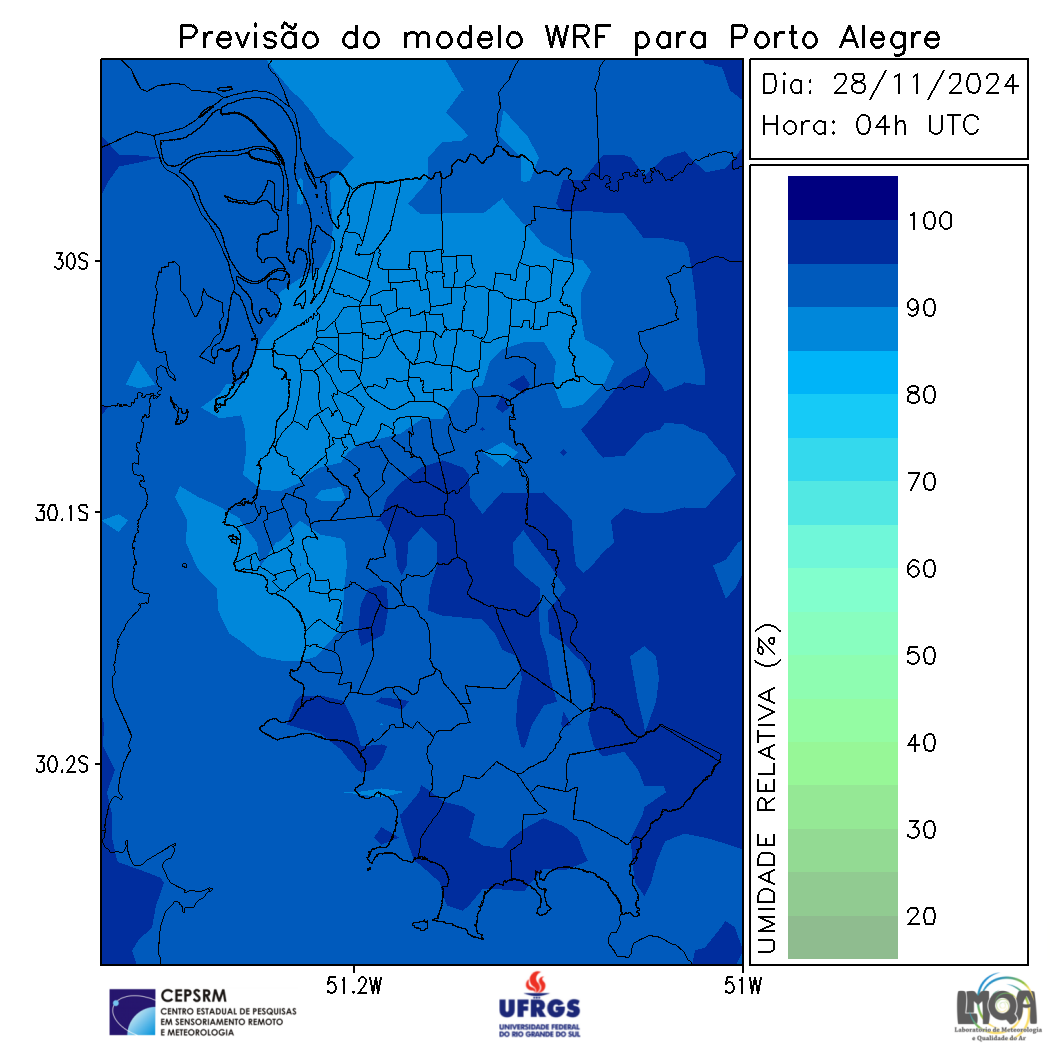 Previsão do modelo WRF para Porto Alegre
Dia: 28/11/2024
Hora: 04h UTC
100
90
80
70
60
50
40
30
20
UMIDADE RELATIVA (%)
30S
30.1S
30.2S
51.2W
51W
CEPSRM
CENTRO ESTADUAL DE PESQUISAS
EM SENSORIAMENTO REMOTO
E METEOROLOGIA
UFRGS
UNIVERSIDADE FEDERAL
DO RIO GRANDE DO SUL
LMQA
Laboratório de Meteorologia
e Qualidade do Ar